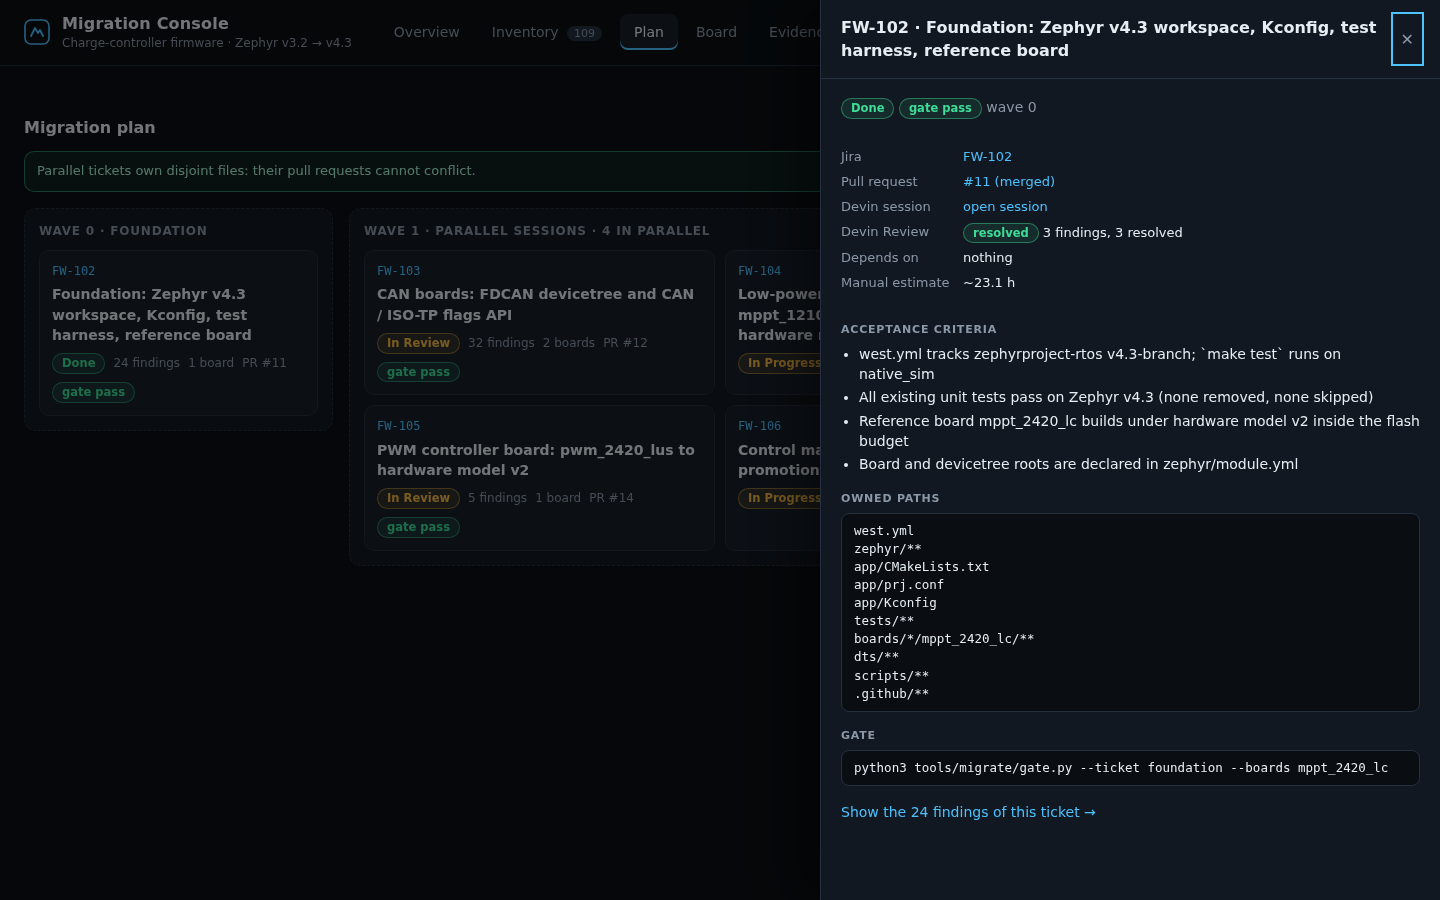 Migration Console
Charge-controller firmware · Zephyr v3.2 → v4.3
Overview
Inventory 109
Plan
Board
Migration plan
Parallel tickets own disjoint files: their pull requests cannot conflict.
WAVE 0 · FOUNDATION
FW-102
Foundation: Zephyr v4.3
workspace, Kconfig, test
harness, reference board
Done 24 findings 1 board PR #11
gate pass
WAVE 1 · PARALLEL SESSIONS · 4 IN PARALLEL
FW-103
CAN boards: FDCAN devicetree and CAN
/ ISO-TP flags API
In Review 32 findings 2 boards PR #12
gate pass
FW-104
Low-power
mppt_1210
hardware
In Progress
FW-105
PWM controller board: pwm_2420_lus to
hardware model v2
In Review 5 findings 1 board PR #14
gate pass
FW-106
Control
promotion
In Progress
FW-102 · Foundation: Zephyr v4.3 workspace, Kconfig, test
harness, reference board
×
Done gate pass wave 0
Jira FW-102
Pull request #11 (merged)
Devin session open session
Devin Review resolved 3 findings, 3 resolved
Depends on nothing
Manual estimate ~23.1 h
ACCEPTANCE CRITERIA
• west.yml tracks zephyrproject-rtos v4.3-branch; `make test` runs on
native_sim
• All existing unit tests pass on Zephyr v4.3 (none removed, none skipped)
• Reference board mppt_2420_lc builds under hardware model v2 inside the flash
budget
• Board and devicetree roots are declared in zephyr/module.yml
OWNED PATHS
west.yml
zephyr/**
app/CMakeLists.txt
app/prj.conf
app/Kconfig
tests/**
boards/*/mppt_2420_lc/**
dts/**
scripts/**
.github/**
GATE
python3 tools/migrate/gate.py --ticket foundation --boards mppt_2420_lc
Show the 24 findings of this ticket →